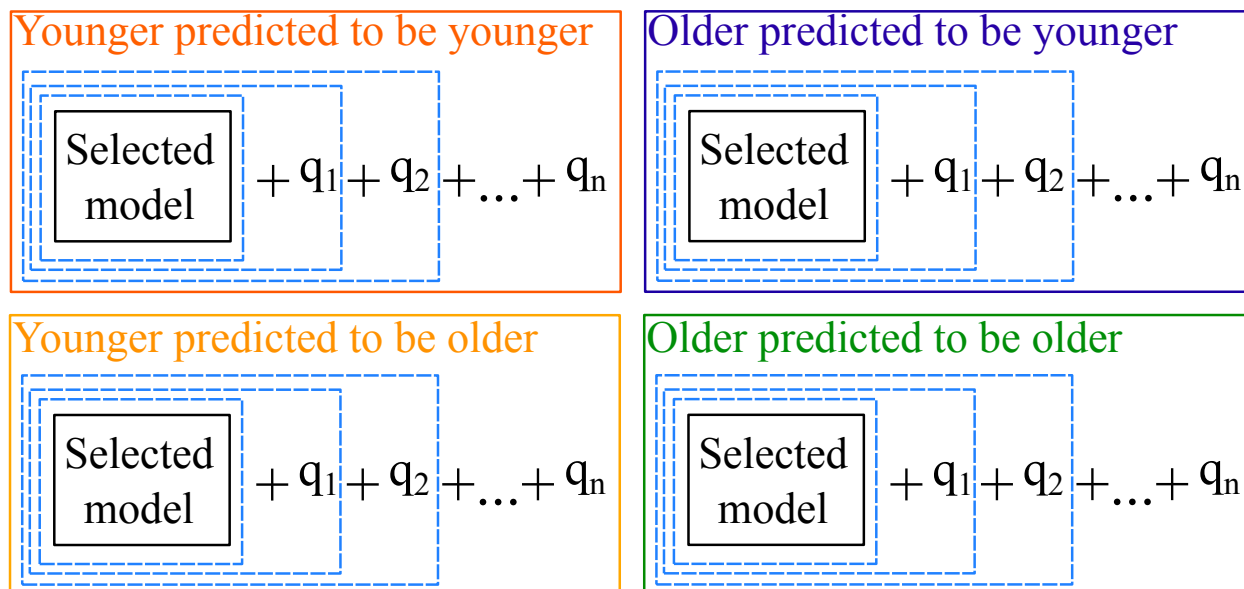 Younger predicted to be younger
Selected
model
+ q₁ + q₂ +...+ qₙ
Older predicted to be younger
Selected
model
+ q₁ + q₂ +...+ qₙ
Younger predicted to be older
Selected
model
+ q₁ + q₂ +...+ qₙ
Older predicted to be older
Selected
model
+ q₁ + q₂ +...+ qₙ